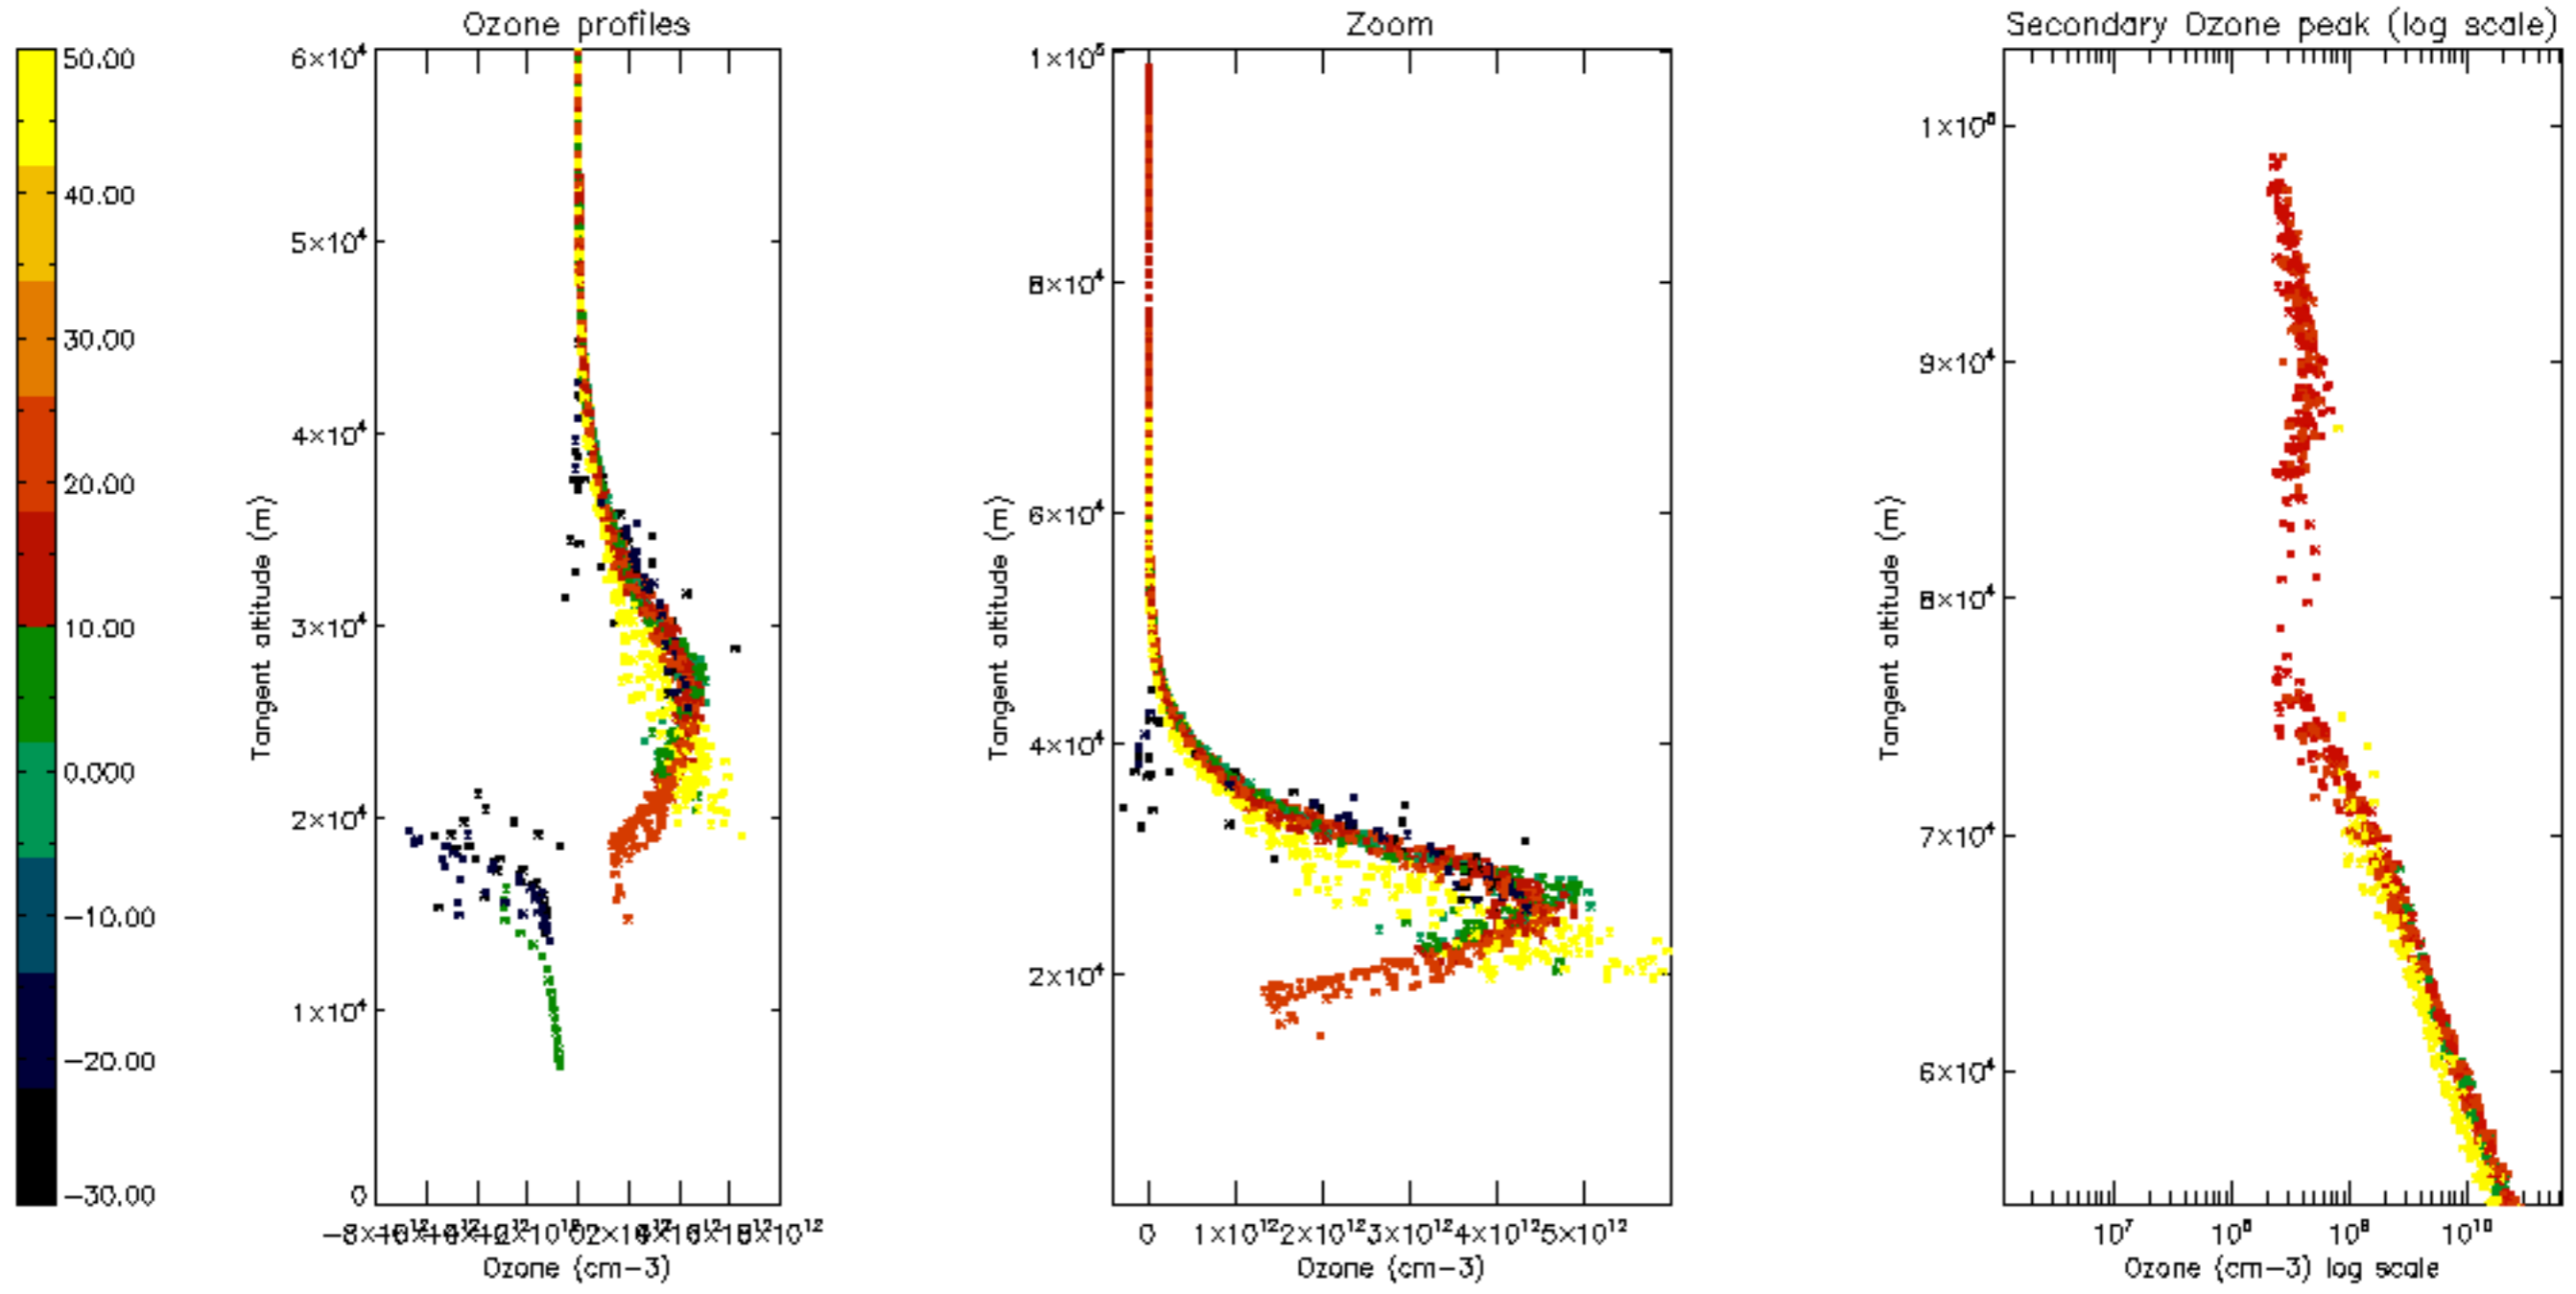 Ozone profiles
Zoom
Secondary Ozone peak (log scale)
50.00
40.00
30.00
20.00
10.00
0.000
−10.00
−20.00
−30.00
6×10⁴
5×10⁴
4×10⁴
3×10⁴
2×10⁴
1×10⁴
0
Tangent altitude (m)
Ozone (cm−3)
1×10⁵
8×10⁴
6×10⁴
4×10⁴
2×10⁴
Tangent altitude (m)
0 1×10¹² 2×10¹² 3×10¹² 4×10¹² 5×10¹²
Ozone (cm−3)
1×10⁵
9×10⁴
8×10⁴
7×10⁴
6×10⁴
Tangent altitude (m)
10⁷ 10⁸ 10⁹ 10¹⁰
Ozone (cm−3) log scale